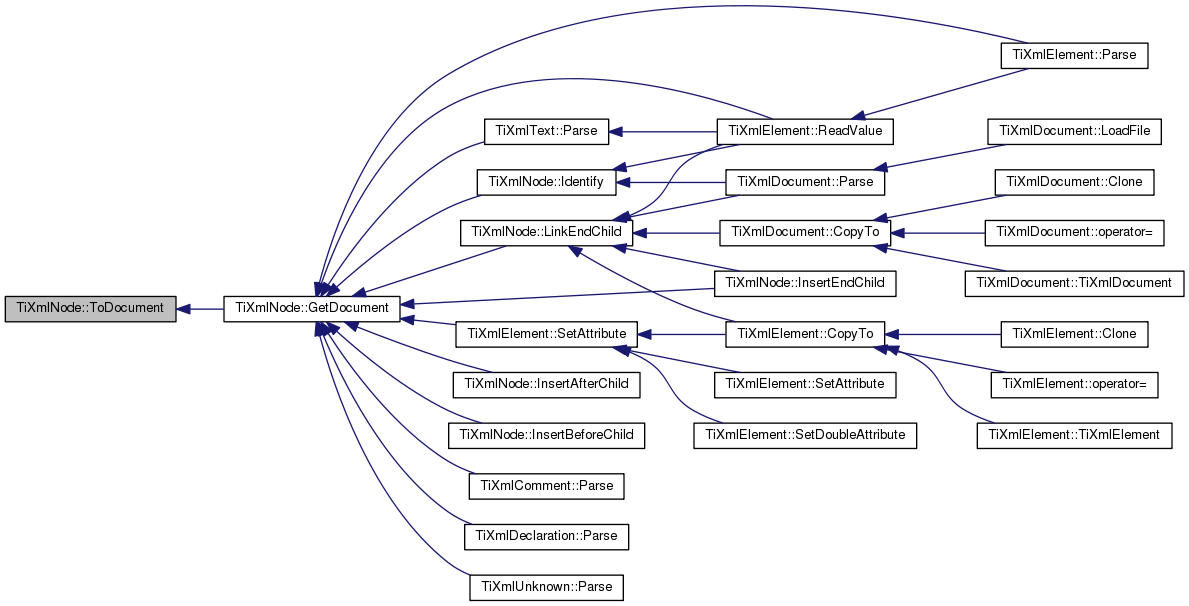 TiXmlNode::ToDocument
TiXmlNode::GetDocument
TiXmlText::Parse
TiXmlNode::Identify
TiXmlNode::LinkEndChild
TiXmlElement::SetAttribute
TiXmlNode::InsertAfterChild
TiXmlNode::InsertBeforeChild
TiXmlComment::Parse
TiXmlDeclaration::Parse
TiXmlUnknown::Parse
TiXmlElement::ReadValue
TiXmlDocument::Parse
TiXmlDocument::CopyTo
TiXmlNode::InsertEndChild
TiXmlElement::CopyTo
TiXmlElement::SetAttribute
TiXmlElement::SetDoubleAttribute
TiXmlElement::Parse
TiXmlDocument::LoadFile
TiXmlDocument::Clone
TiXmlDocument::operator=
TiXmlDocument::TiXmlDocument
TiXmlElement::Clone
TiXmlElement::operator=
TiXmlElement::TiXmlElement